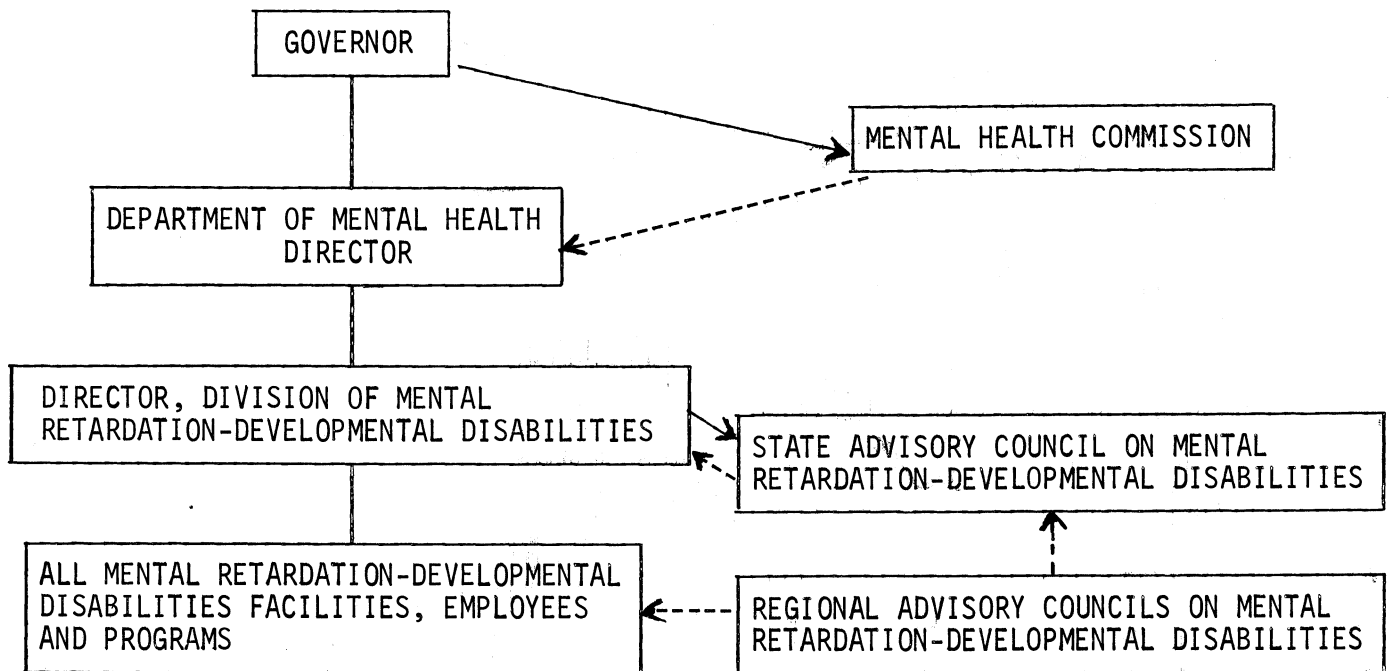 GOVERNOR
MENTAL HEALTH COMMISSION
DEPARTMENT OF MENTAL HEALTH
DIRECTOR
DIRECTOR, DIVISION OF MENTAL
RETARDATION-DEVELOPMENTAL DISABILITIES
STATE ADVISORY COUNCIL ON MENTAL
RETARDATION-DEVELOPMENTAL DISABILITIES
ALL MENTAL RETARDATION-DEVELOPMENTAL
DISABILITIES FACILITIES, EMPLOYEES
AND PROGRAMS
REGIONAL ADVISORY COUNCILS ON MENTAL
RETARDATION-DEVELOPMENTAL DISABILITIES